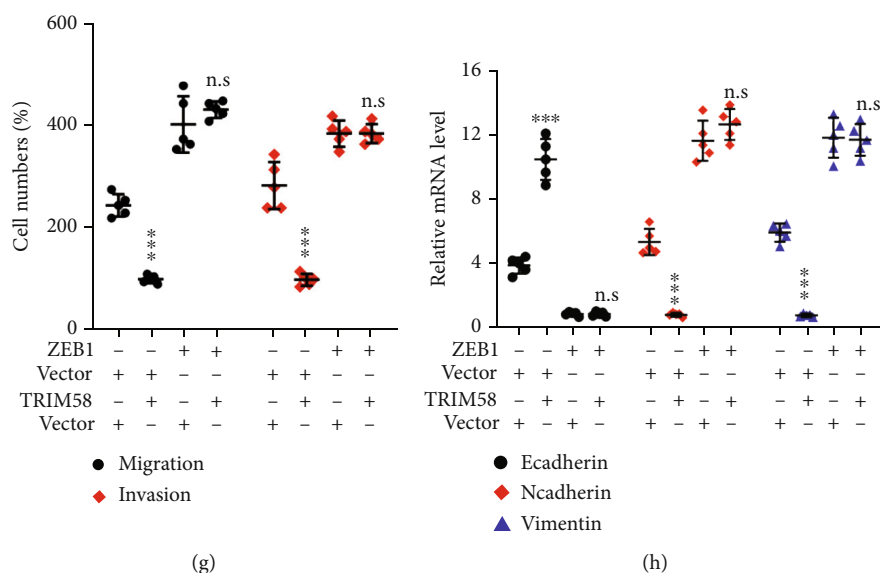 600
400
200
0
Cell numbers (%)
***
n.s
***
n.s
ZEB1 – – + + – – + +
Vector + + – – + + – –
TRIM58 – + – + – + – +
Vector + – + – + – + –
Migration
Invasion
(g)
16
12
8
4
0
Relative mRNA level
***
n.s
***
n.s
***
n.s
ZEB1 – – + + – – + + – – + +
Vector + + – – + + – – + + – –
TRIM58 – + – + – + – + – + – +
Vector + – + – + – + – + – + –
Ecadherin
Ncadherin
Vimentin
(h)